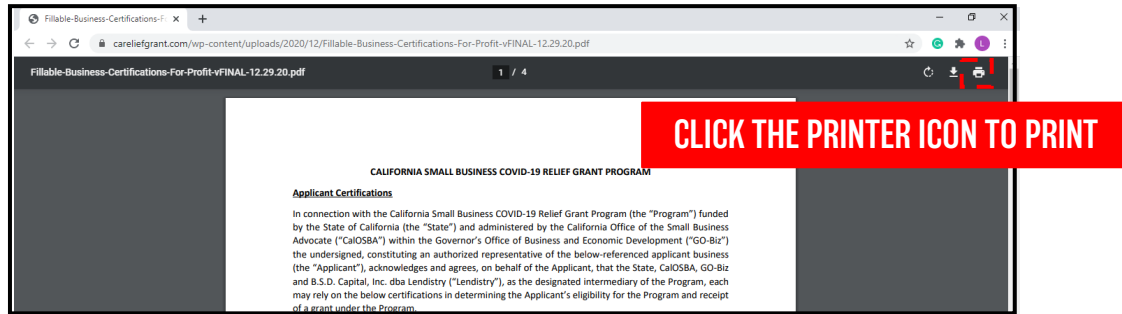 Fillable-Business-Certifications-F
careliefgrant.com/wp-content/uploads/2020/12/Fillable-Business-Certifications-For-Profit-vFINAL-12.29.20.pdf
L
Fillable-Business-Certifications-For-Profit-vFINAL-12.29.20.pdf 1 / 4
CLICK THE PRINTER ICON TO PRINT
CALIFORNIA SMALL BUSINESS COVID-19 RELIEF GRANT PROGRAM
Applicant Certifications
In connection with the California Small Business COVID-19 Relief Grant Program (the “Program”) funded
by the State of California (the “State”) and administered by the California Office of the Small Business
Advocate (“CalOSBA”) within the Governor’s Office of Business and Economic Development (“GO-Biz”)
the undersigned, constituting an authorized representative of the below-referenced applicant business
(the “Applicant”), acknowledges and agrees, on behalf of the Applicant, that the State, CalOSBA, GO-Biz
and B.S.D. Capital, Inc. dba Lendistry (“Lendistry”), as the designated intermediary of the Program, each
may rely on the below certifications in determining the Applicant’s eligibility for the Program and receipt
of a grant under the Program.